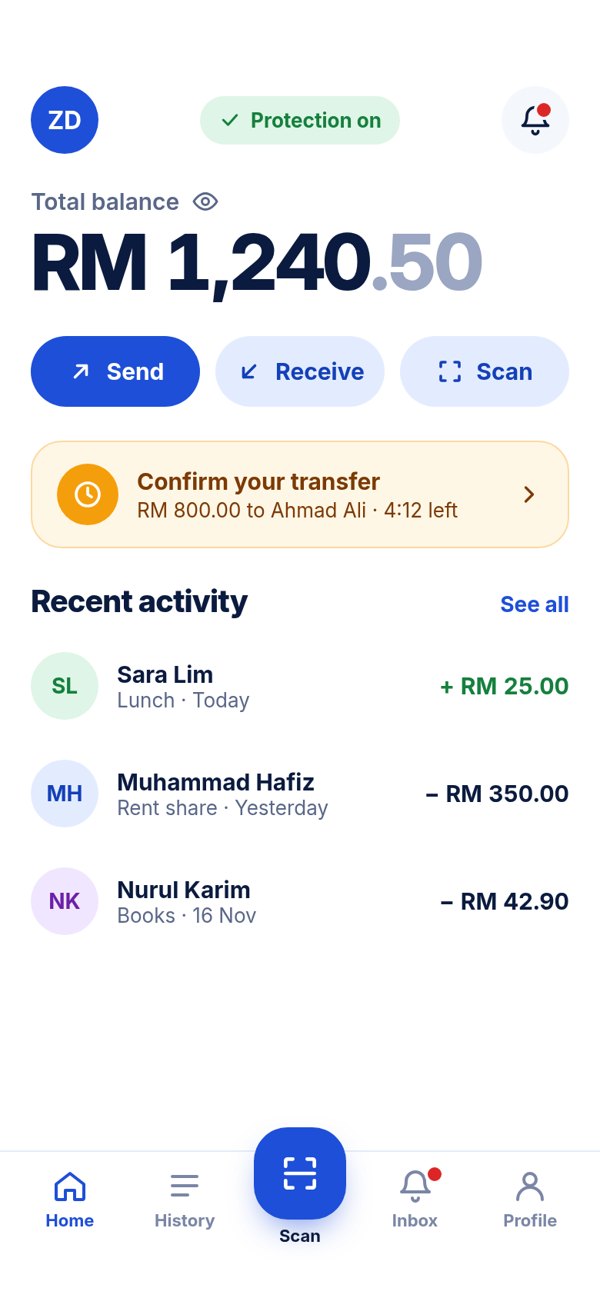 ZD
Protection on
Total balance
RM 1,240.50
Send
Receive
Scan
Confirm your transfer
RM 800.00 to Ahmad Ali · 4:12 left
Recent activity
See all
SL
Sara Lim
Lunch · Today
+ RM 25.00
MH
Muhammad Hafiz
Rent share · Yesterday
– RM 350.00
NK
Nurul Karim
Books · 16 Nov
– RM 42.90
Home
History
Scan
Inbox
Profile